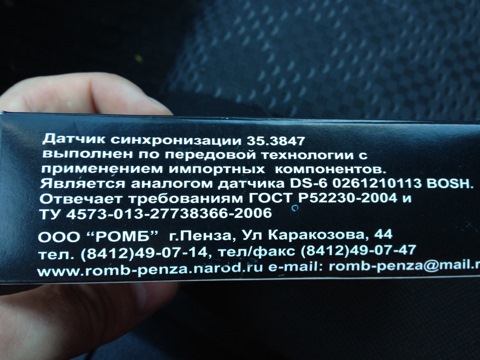 Датчик синхронизации 35.3847
выполнен по передовой технологии с
применением импортных компонентов.
Является аналогом датчика DS-6 0261210113 BOSH.
Отвечает требованиям ГОСТ Р52230-2004 и
ТУ 4573-013-27738366-2006
ООО “РОМБ” г.Пенза, Ул Каракозова, 44
тел. (8412)49-07-14, тел/факс (8412)49-07-47
www.romb-penza.narod.ru e-mail: romb-penza@mail.r